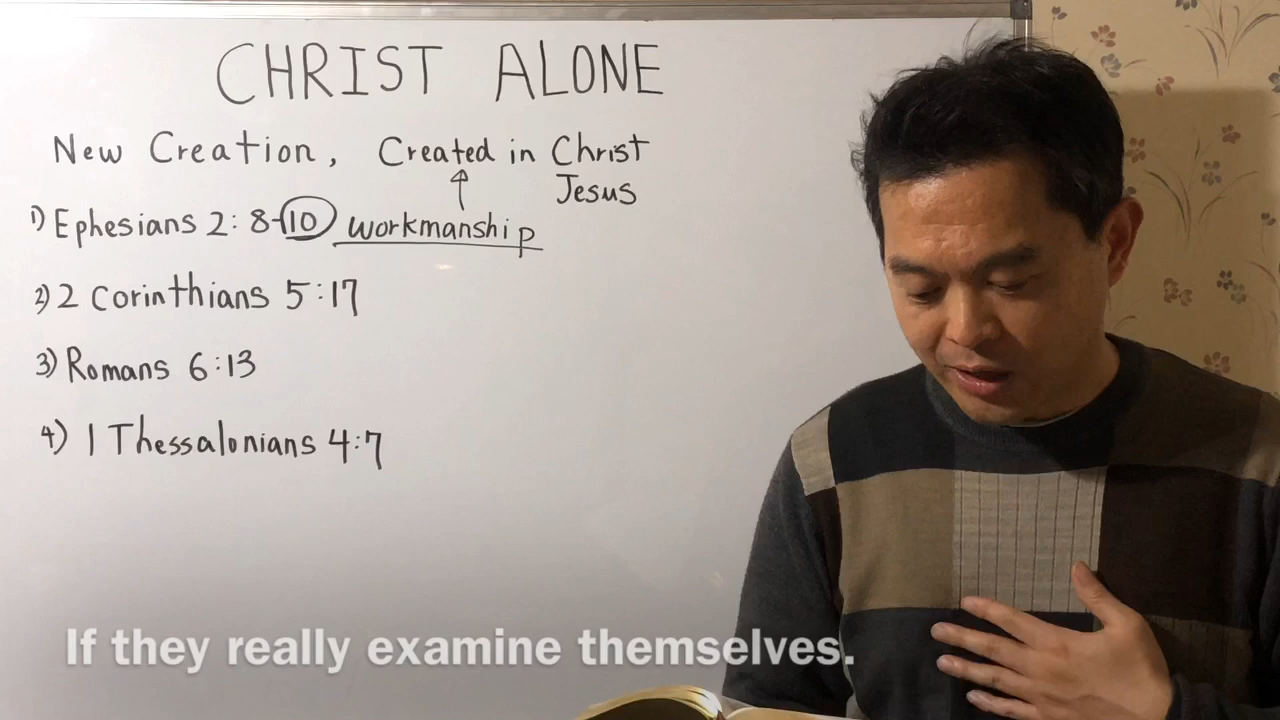 CHRIST ALONE
New Creation, Created in Christ
Jesus
1) Ephesians 2: 8-10 workmanship
2) 2 Corinthians 5:17
3) Romans 6:13
4) 1 Thessalonians 4:7
If they really examine themselves.